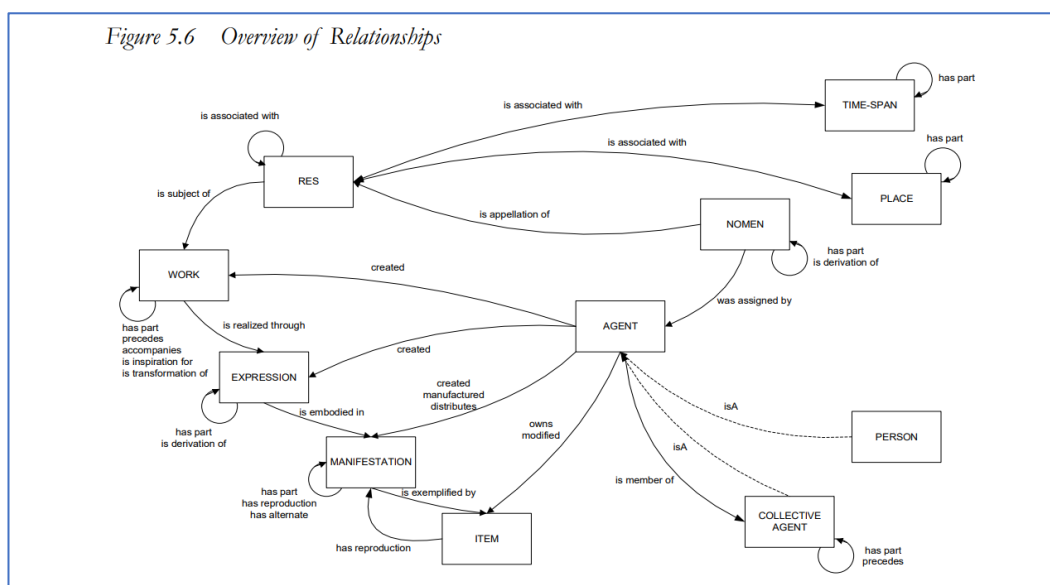 Figure 5.6 Overview of Relationships
has part
is associated with
TIME-SPAN
is associated with
has part
is associated with
RES
PLACE
is subject of
is appellation of
NOMEN
has part
is derivation of
WORK
created
was assigned by
has part
precedes
accompanies
is inspiration for
is transformation of
is realized through
AGENT
created
EXPRESSION
created
manufactured
distributes
is embodied in
has part
is derivation of
owns
modified
isA
PERSON
isA
MANIFESTATION
is member of
has part
has reproduction
has alternate
is exemplified by
COLLECTIVE
AGENT
has reproduction
ITEM
has part
precedes